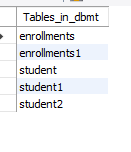 Tables_in_dbmt
enrollments
enrollments1
student
student1
student2